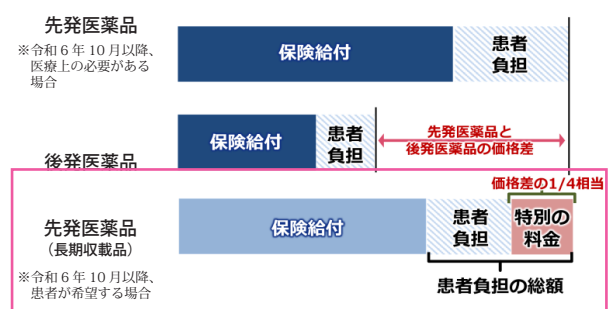 先発医薬品
※令和6年10月以降、
医療上の必要がある
場合
保険給付
患者
負担
後発医薬品
保険給付
患者
負担
先発医薬品と
後発医薬品の価格差
先発医薬品
（長期収載品）
※令和6年10月以降、
患者が希望する場合
保険給付
患者
負担
価格差の1/4相当
特別の
料金
患者負担の総額